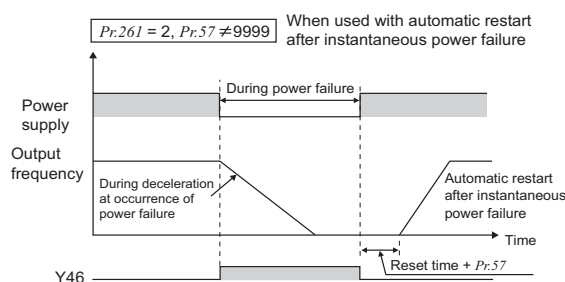 Pr.261 = 2, Pr.57 ≠9999
When used with automatic restart
after instantaneous power failure
Power
supply
During power failure
Output
frequency
During deceleration
at occurrence of
power failure
Automatic restart
after instantaneous
power failure
Time
Reset time + Pr.57
Y46